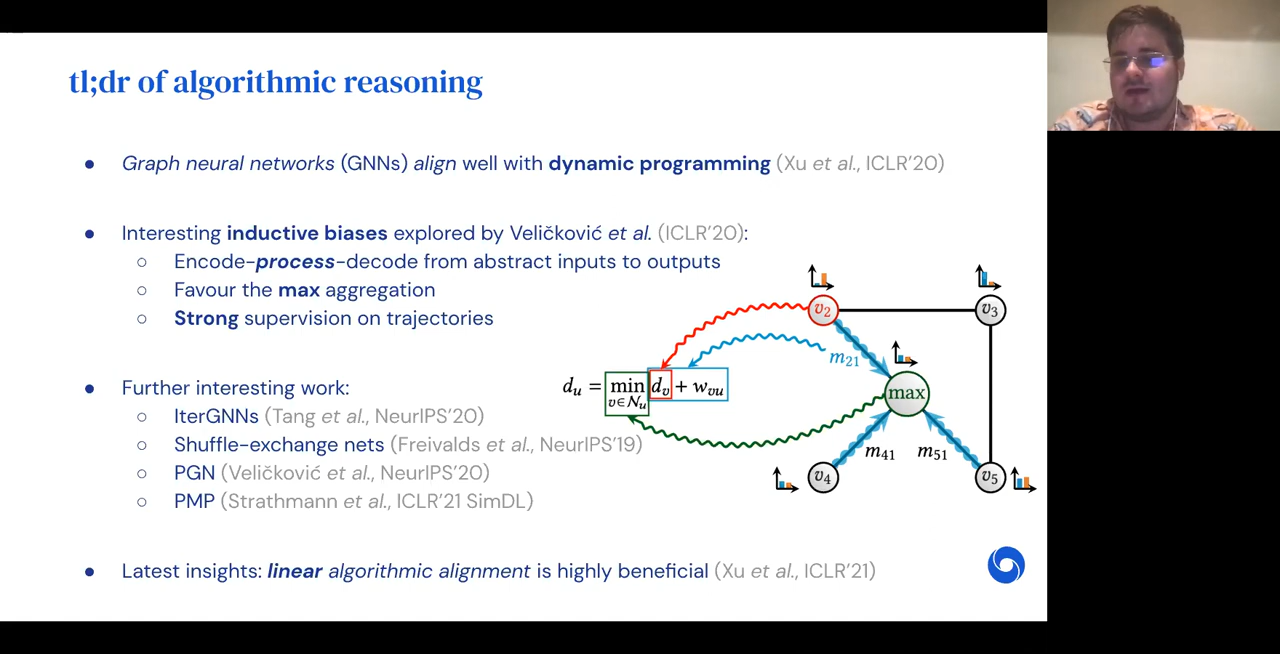 tl;dr of algorithmic reasoning
● Graph neural networks (GNNs) align well with dynamic programming (Xu et al., ICLR'20)
● Interesting inductive biases explored by Veličković et al. (ICLR'20):
○ Encode-process-decode from abstract inputs to outputs
○ Favour the max aggregation
○ Strong supervision on trajectories
● Further interesting work:
○ IterGNNs (Tang et al., NeurIPS'20)
○ Shuffle-exchange nets (Freivalds et al., NeurIPS'19)
○ PGN (Veličković et al., NeurIPS'20)
○ PMP (Strathmann et al., ICLR'21 SimDL)
● Latest insights: linear algorithmic alignment is highly beneficial (Xu et al., ICLR'21)
v₂
v₃
m₂₁
dᵤ = min d_v + w_vu
v∈𝒩ᵤ
max
m₄₁ m₅₁
v₄
v₅